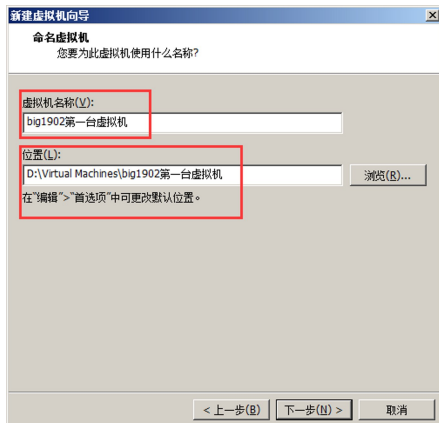 新建虚拟机向导
命名虚拟机
您要为此虚拟机使用什么名称?
虚拟机名称(V):
big1902第一台虚拟机
位置(L):
D:\Virtual Machines\big1902第一台虚拟机
浏览(R)...
在"编辑">"首选项"中可更改默认位置。
< 上一步(B)
下一步(N) >
取消